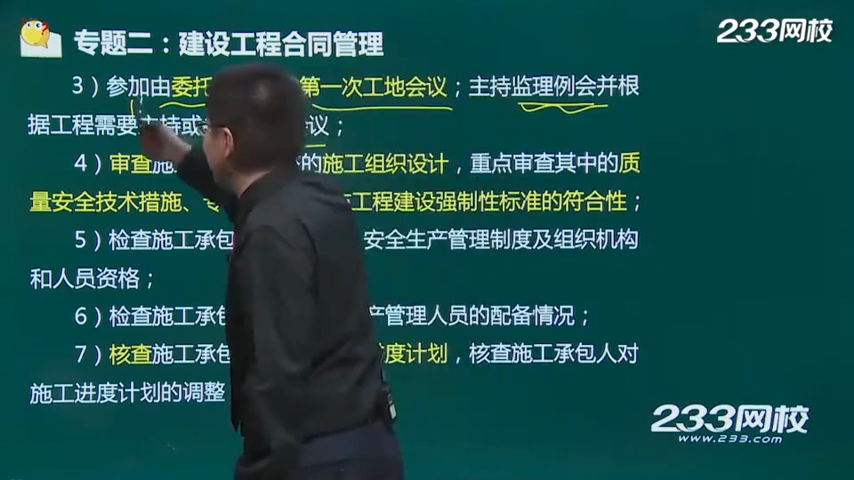 专题二：建设工程合同管理
233网校
3）参加由委托 第一次工地会议；主持监理例会并根
据工程需要主持或 议；
4）审查施 的施工组织设计，重点审查其中的质
量安全技术措施、专 工程建设强制性标准的符合性；
5）检查施工承包 安全生产管理制度及组织机构
和人员资格；
6）检查施工承包 产管理人员的配备情况；
7）核查施工承包 度计划，核查施工承包人对
施工进度计划的调整
233网校
www.233.com